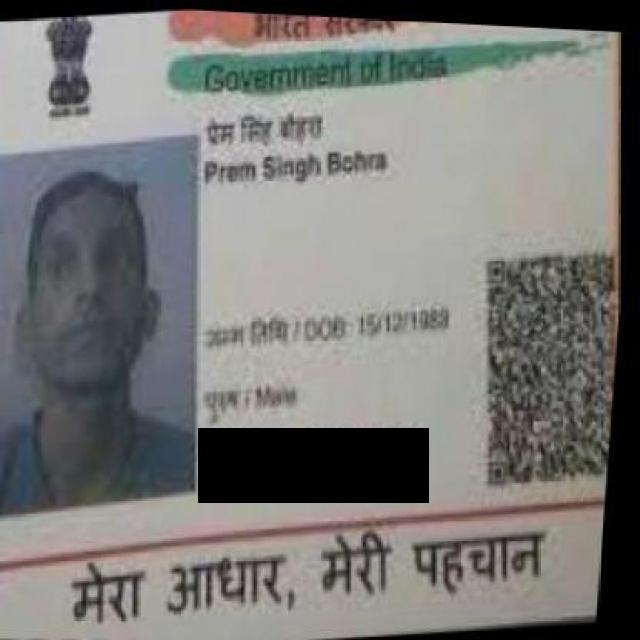 भारत सरकार
Government of India
प्रेम सिंह बोहरा
Prem Singh Bohra
जन्म तिथि / DOB: 15/12/1989
पुरुष / Male
मेरा आधार, मेरी पहचान